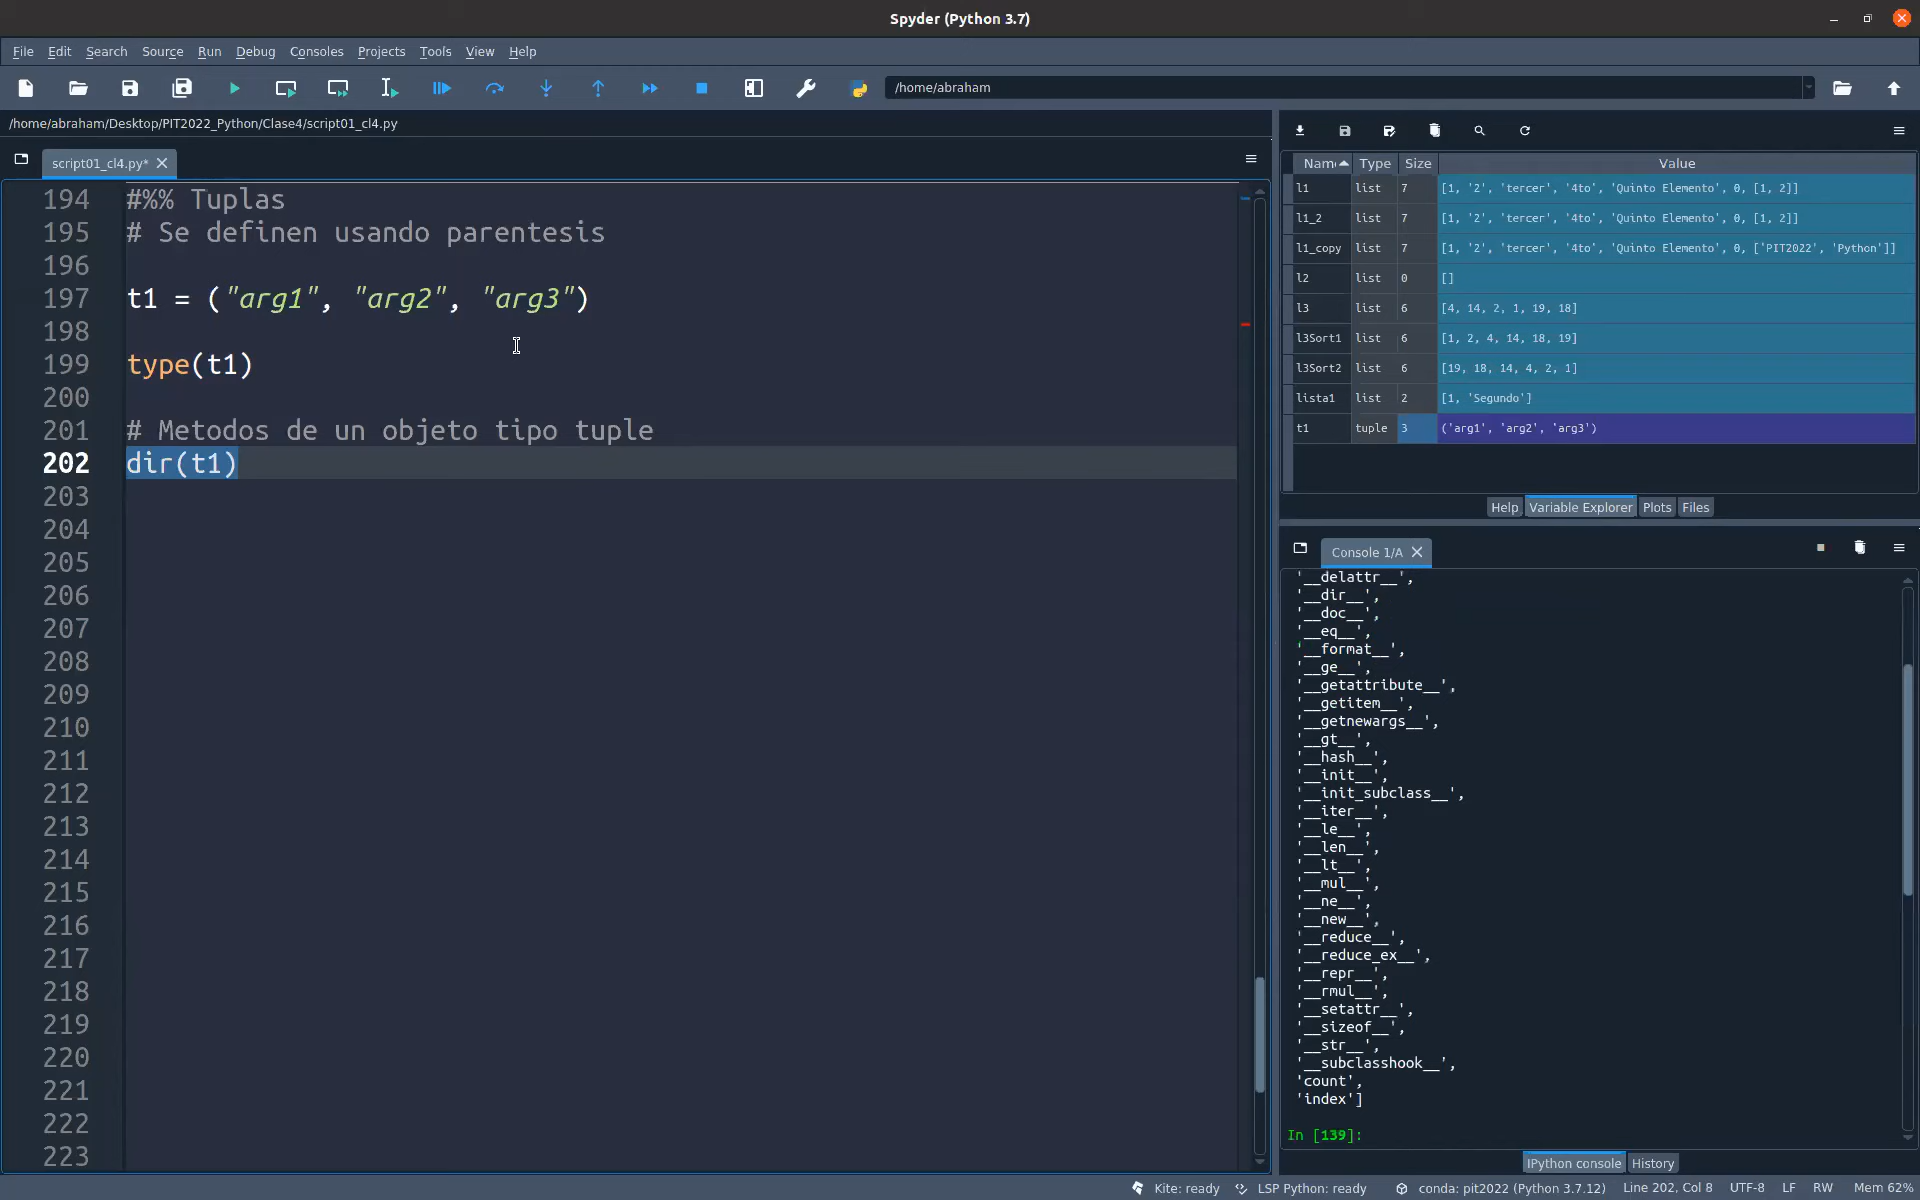 Spyder (Python 3.7)
File Edit Search Source Run Debug Consoles Projects Tools View Help
/home/abraham
/home/abraham/Desktop/PIT2022_Python/Clase4/script01_cl4.py
script01_cl4.py*
194 #%% Tuplas
195 # Se definen usando parentesis
196
197 t1 = ("arg1", "arg2", "arg3")
198
199 type(t1)
200
201 # Metodos de un objeto tipo tuple
202 dir(t1)
203
204
205
206
207
208
209
210
211
212
213
214
215
216
217
218
219
220
221
222
223
Name Type Size Value
l1 list 7 [1, '2', 'tercer', '4to', 'Quinto Elemento', 0, [1, 2]]
l1_2 list 7 [1, '2', 'tercer', '4to', 'Quinto Elemento', 0, [1, 2]]
l1_copy list 7 [1, '2', 'tercer', '4to', 'Quinto Elemento', 0, ['PIT2022', 'Python']]
l2 list 0 []
l3 list 6 [4, 14, 2, 1, 19, 18]
l3Sort1 list 6 [1, 2, 4, 14, 18, 19]
l3Sort2 list 6 [19, 18, 14, 4, 2, 1]
lista1 list 2 [1, 'Segundo']
t1 tuple 3 ('arg1', 'arg2', 'arg3')
Help Variable Explorer Plots Files
Console 1/A
'__delattr__',
'__dir__',
'__doc__',
'__eq__',
'__format__',
'__ge__',
'__getattribute__',
'__getitem__',
'__getnewargs__',
'__gt__',
'__hash__',
'__init__',
'__init_subclass__',
'__iter__',
'__le__',
'__len__',
'__lt__',
'__mul__',
'__ne__',
'__new__',
'__reduce__',
'__reduce_ex__',
'__repr__',
'__rmul__',
'__setattr__',
'__sizeof__',
'__str__',
'__subclasshook__',
'count',
'index']
In [139]:
IPython console History
Kite: ready LSP Python: ready conda: pit2022 (Python 3.7.12) Line 202, Col 8 UTF-8 LF RW Mem 62%